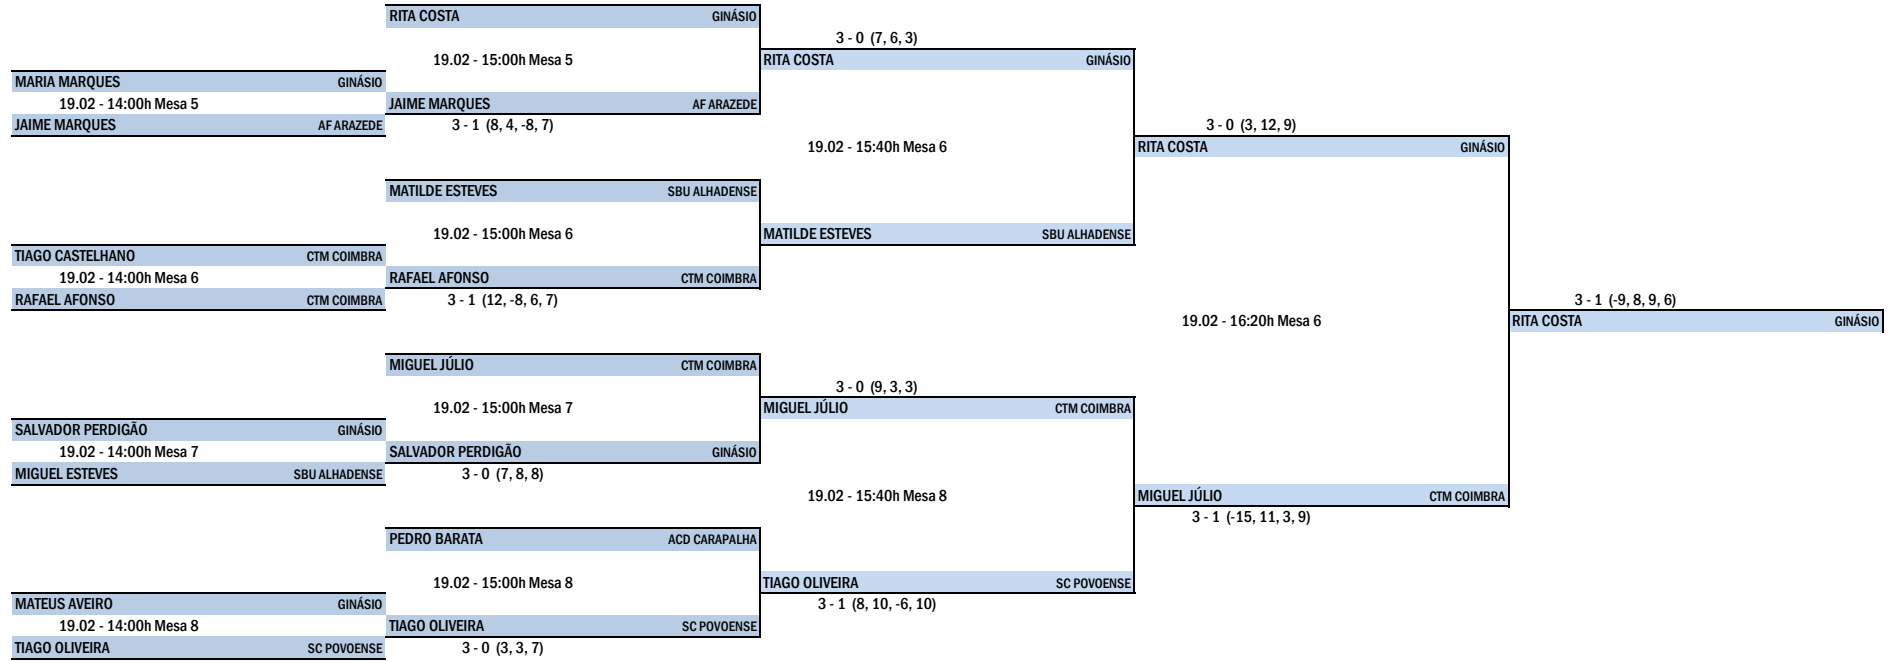 RITA COSTA GINÁSIO
3 - 0 (7, 6, 3)
19.02 - 15:00h Mesa 5 RITA COSTA GINÁSIO
MARIA MARQUES GINÁSIO
19.02 - 14:00h Mesa 5 JAIME MARQUES AF ARAZEDE
JAIME MARQUES AF ARAZEDE 3 - 1 (8, 4, -8, 7) 3 - 0 (3, 12, 9)
19.02 - 15:40h Mesa 6 RITA COSTA GINÁSIO
MATILDE ESTEVES SBU ALHADENSE
19.02 - 15:00h Mesa 6 MATILDE ESTEVES SBU ALHADENSE
TIAGO CASTELHANO CTM COIMBRA
19.02 - 14:00h Mesa 6 RAFAEL AFONSO CTM COIMBRA
RAFAEL AFONSO CTM COIMBRA 3 - 1 (12, -8, 6, 7) 3 - 1 (-9, 8, 9, 6)
19.02 - 16:20h Mesa 6 RITA COSTA GINÁSIO
MIGUEL JÚLIO CTM COIMBRA
3 - 0 (9, 3, 3)
19.02 - 15:00h Mesa 7 MIGUEL JÚLIO CTM COIMBRA
SALVADOR PERDIGÃO GINÁSIO
19.02 - 14:00h Mesa 7 SALVADOR PERDIGÃO GINÁSIO
MIGUEL ESTEVES SBU ALHADENSE 3 - 0 (7, 8, 8)
19.02 - 15:40h Mesa 8 MIGUEL JÚLIO CTM COIMBRA
3 - 1 (-15, 11, 3, 9)
PEDRO BARATA ACD CARAPALHA
19.02 - 15:00h Mesa 8 TIAGO OLIVEIRA SC POVOENSE
MATEUS AVEIRO GINÁSIO 3 - 1 (8, 10, -6, 10)
19.02 - 14:00h Mesa 8 TIAGO OLIVEIRA SC POVOENSE
TIAGO OLIVEIRA SC POVOENSE 3 - 0 (3, 3, 7)